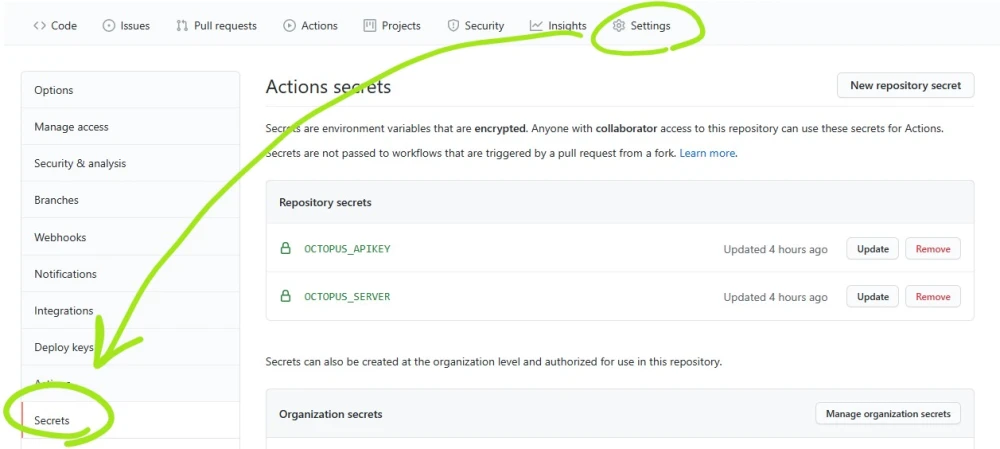 Code Issues Pull requests Actions Projects Security Insights Settings
Options
Manage access
Security & analysis
Branches
Webhooks
Notifications
Integrations
Deploy keys
Actions
Secrets
Actions secrets
New repository secret
Secrets are environment variables that are encrypted. Anyone with collaborator access to this repository can use these secrets for Actions.
Secrets are not passed to workflows that are triggered by a pull request from a fork. Learn more.
Repository secrets
OCTOPUS_APIKEY Updated 4 hours ago Update Remove
OCTOPUS_SERVER Updated 4 hours ago Update Remove
Secrets can also be created at the organization level and authorized for use in this repository.
Organization secrets Manage organization secrets